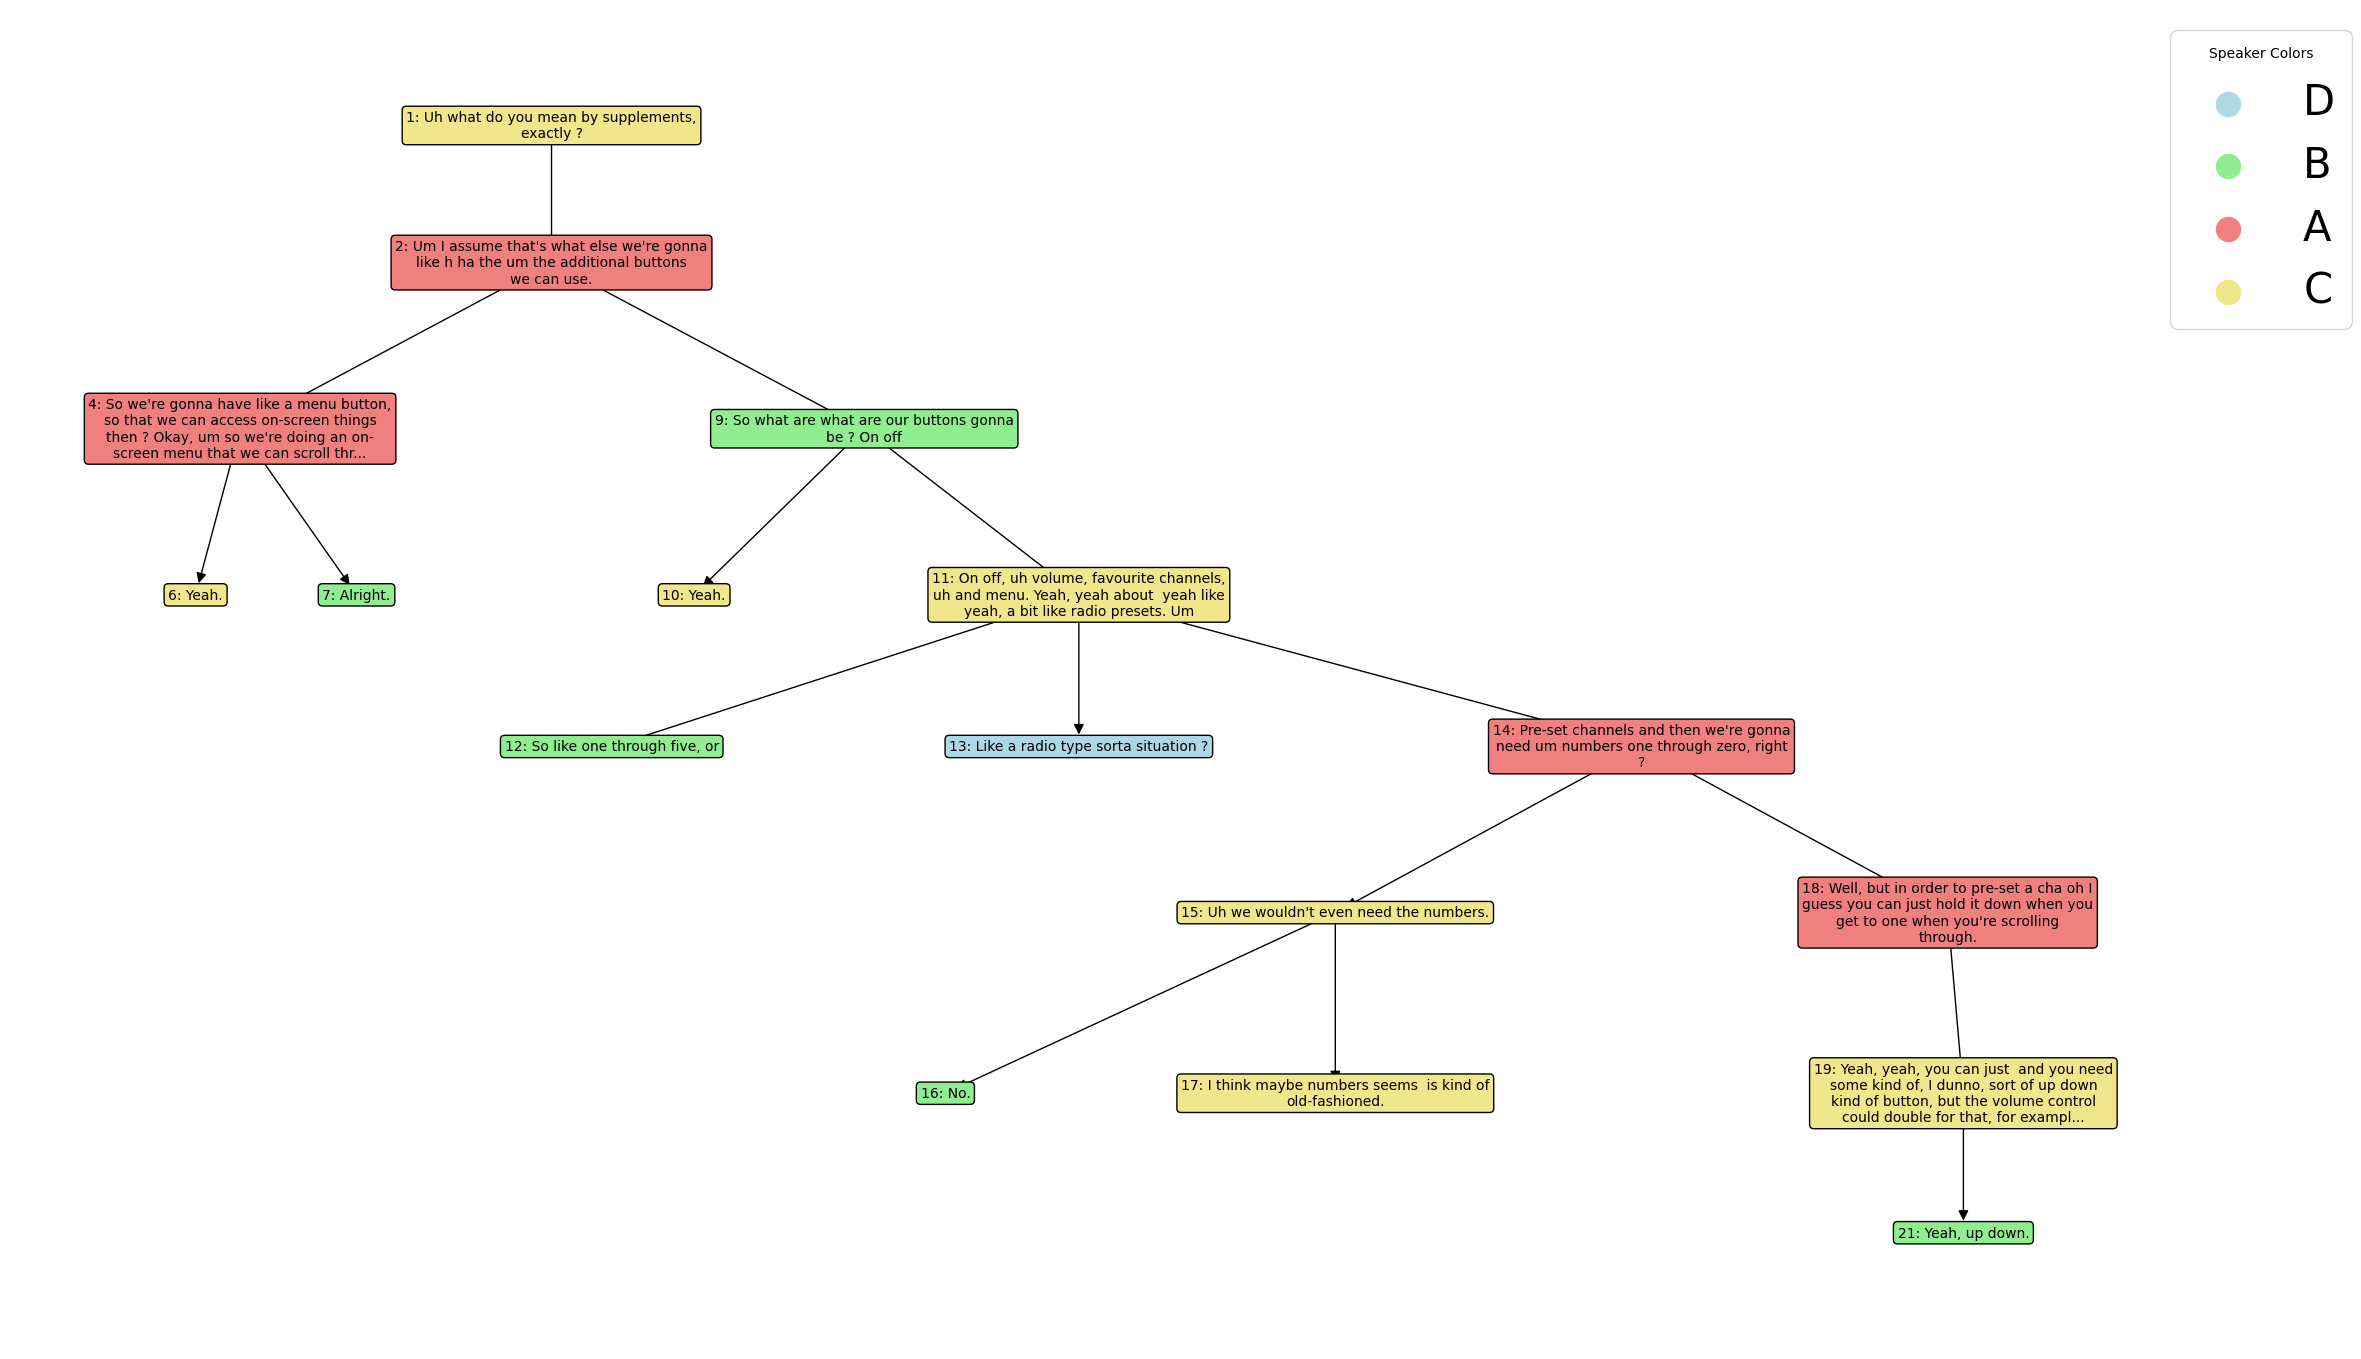 Speaker Colors
D
B
A
C
1: Uh what do you mean by supplements,
exactly ?
2: Um I assume that's what else we're gonna
like h ha the um the additional buttons
we can use.
4: So we're gonna have like a menu button,
so that we can access on-screen things
then ? Okay, um so we're doing an on-
screen menu that we can scroll thr...
9: So what are what are our buttons gonna
be ? On off
6: Yeah.
7: Alright.
10: Yeah.
11: On off, uh volume, favourite channels,
uh and menu. Yeah, yeah about  yeah like
yeah, a bit like radio presets. Um
12: So like one through five, or
13: Like a radio type sorta situation ?
14: Pre-set channels and then we're gonna
need um numbers one through zero, right
?
15: Uh we wouldn't even need the numbers.
18: Well, but in order to pre-set a cha oh I
guess you can just hold it down when you
get to one when you're scrolling
through.
16: No.
17: I think maybe numbers seems  is kind of
old-fashioned.
19: Yeah, yeah, you can just  and you need
some kind of, I dunno, sort of up down
kind of button, but the volume control
could double for that, for exampl...
21: Yeah, up down.